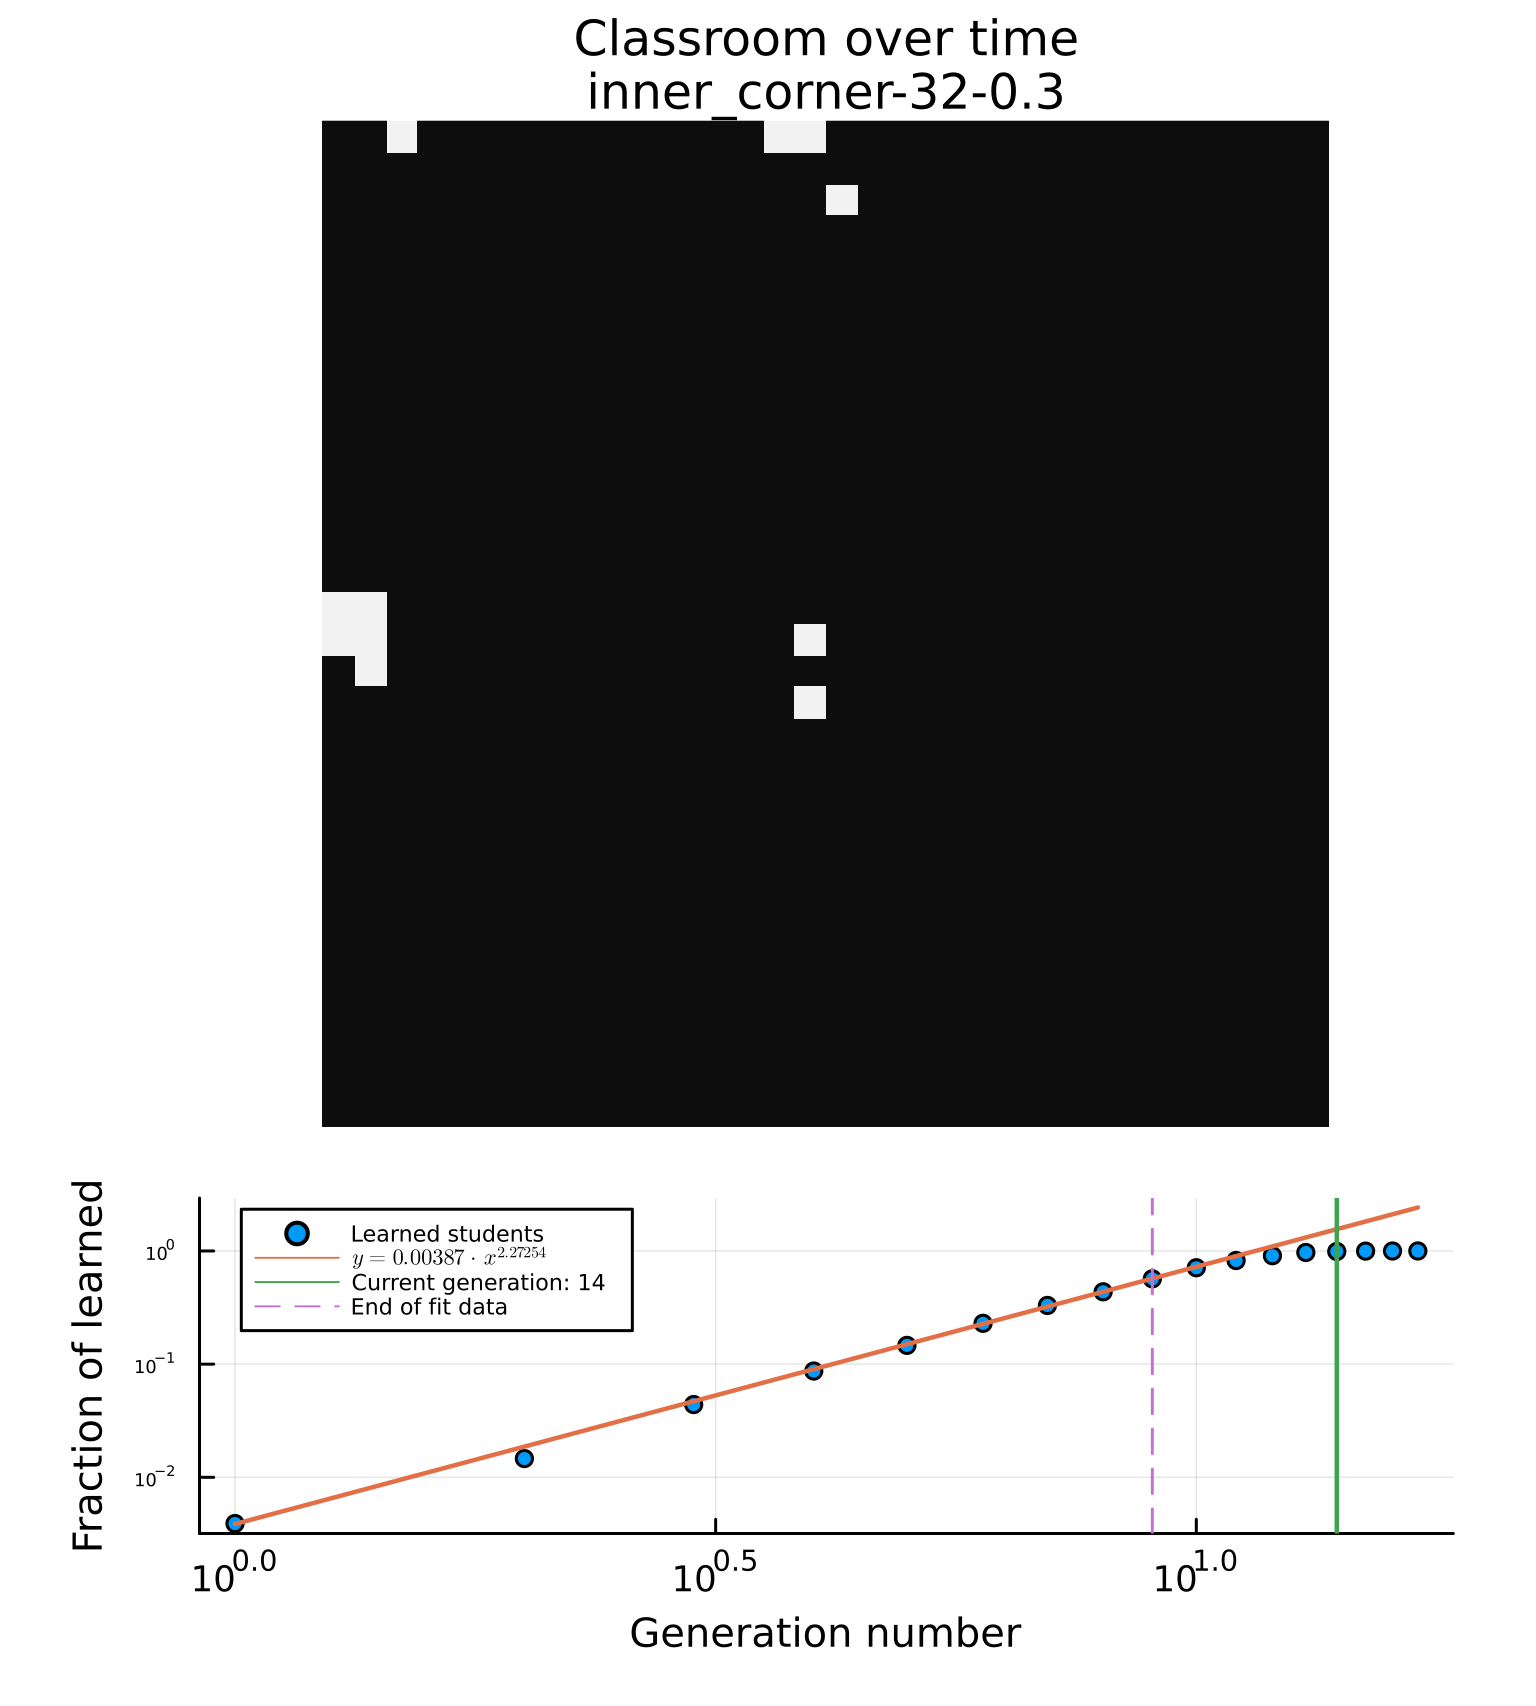 Classroom over time
inner_corner-32-0.3
Fraction of learned
10^0
10^-1
10^-2
Learned students
y = 0.00387 · x^2.27254
Current generation: 14
End of fit data
10^0.0
10^0.5
10^1.0
Generation number